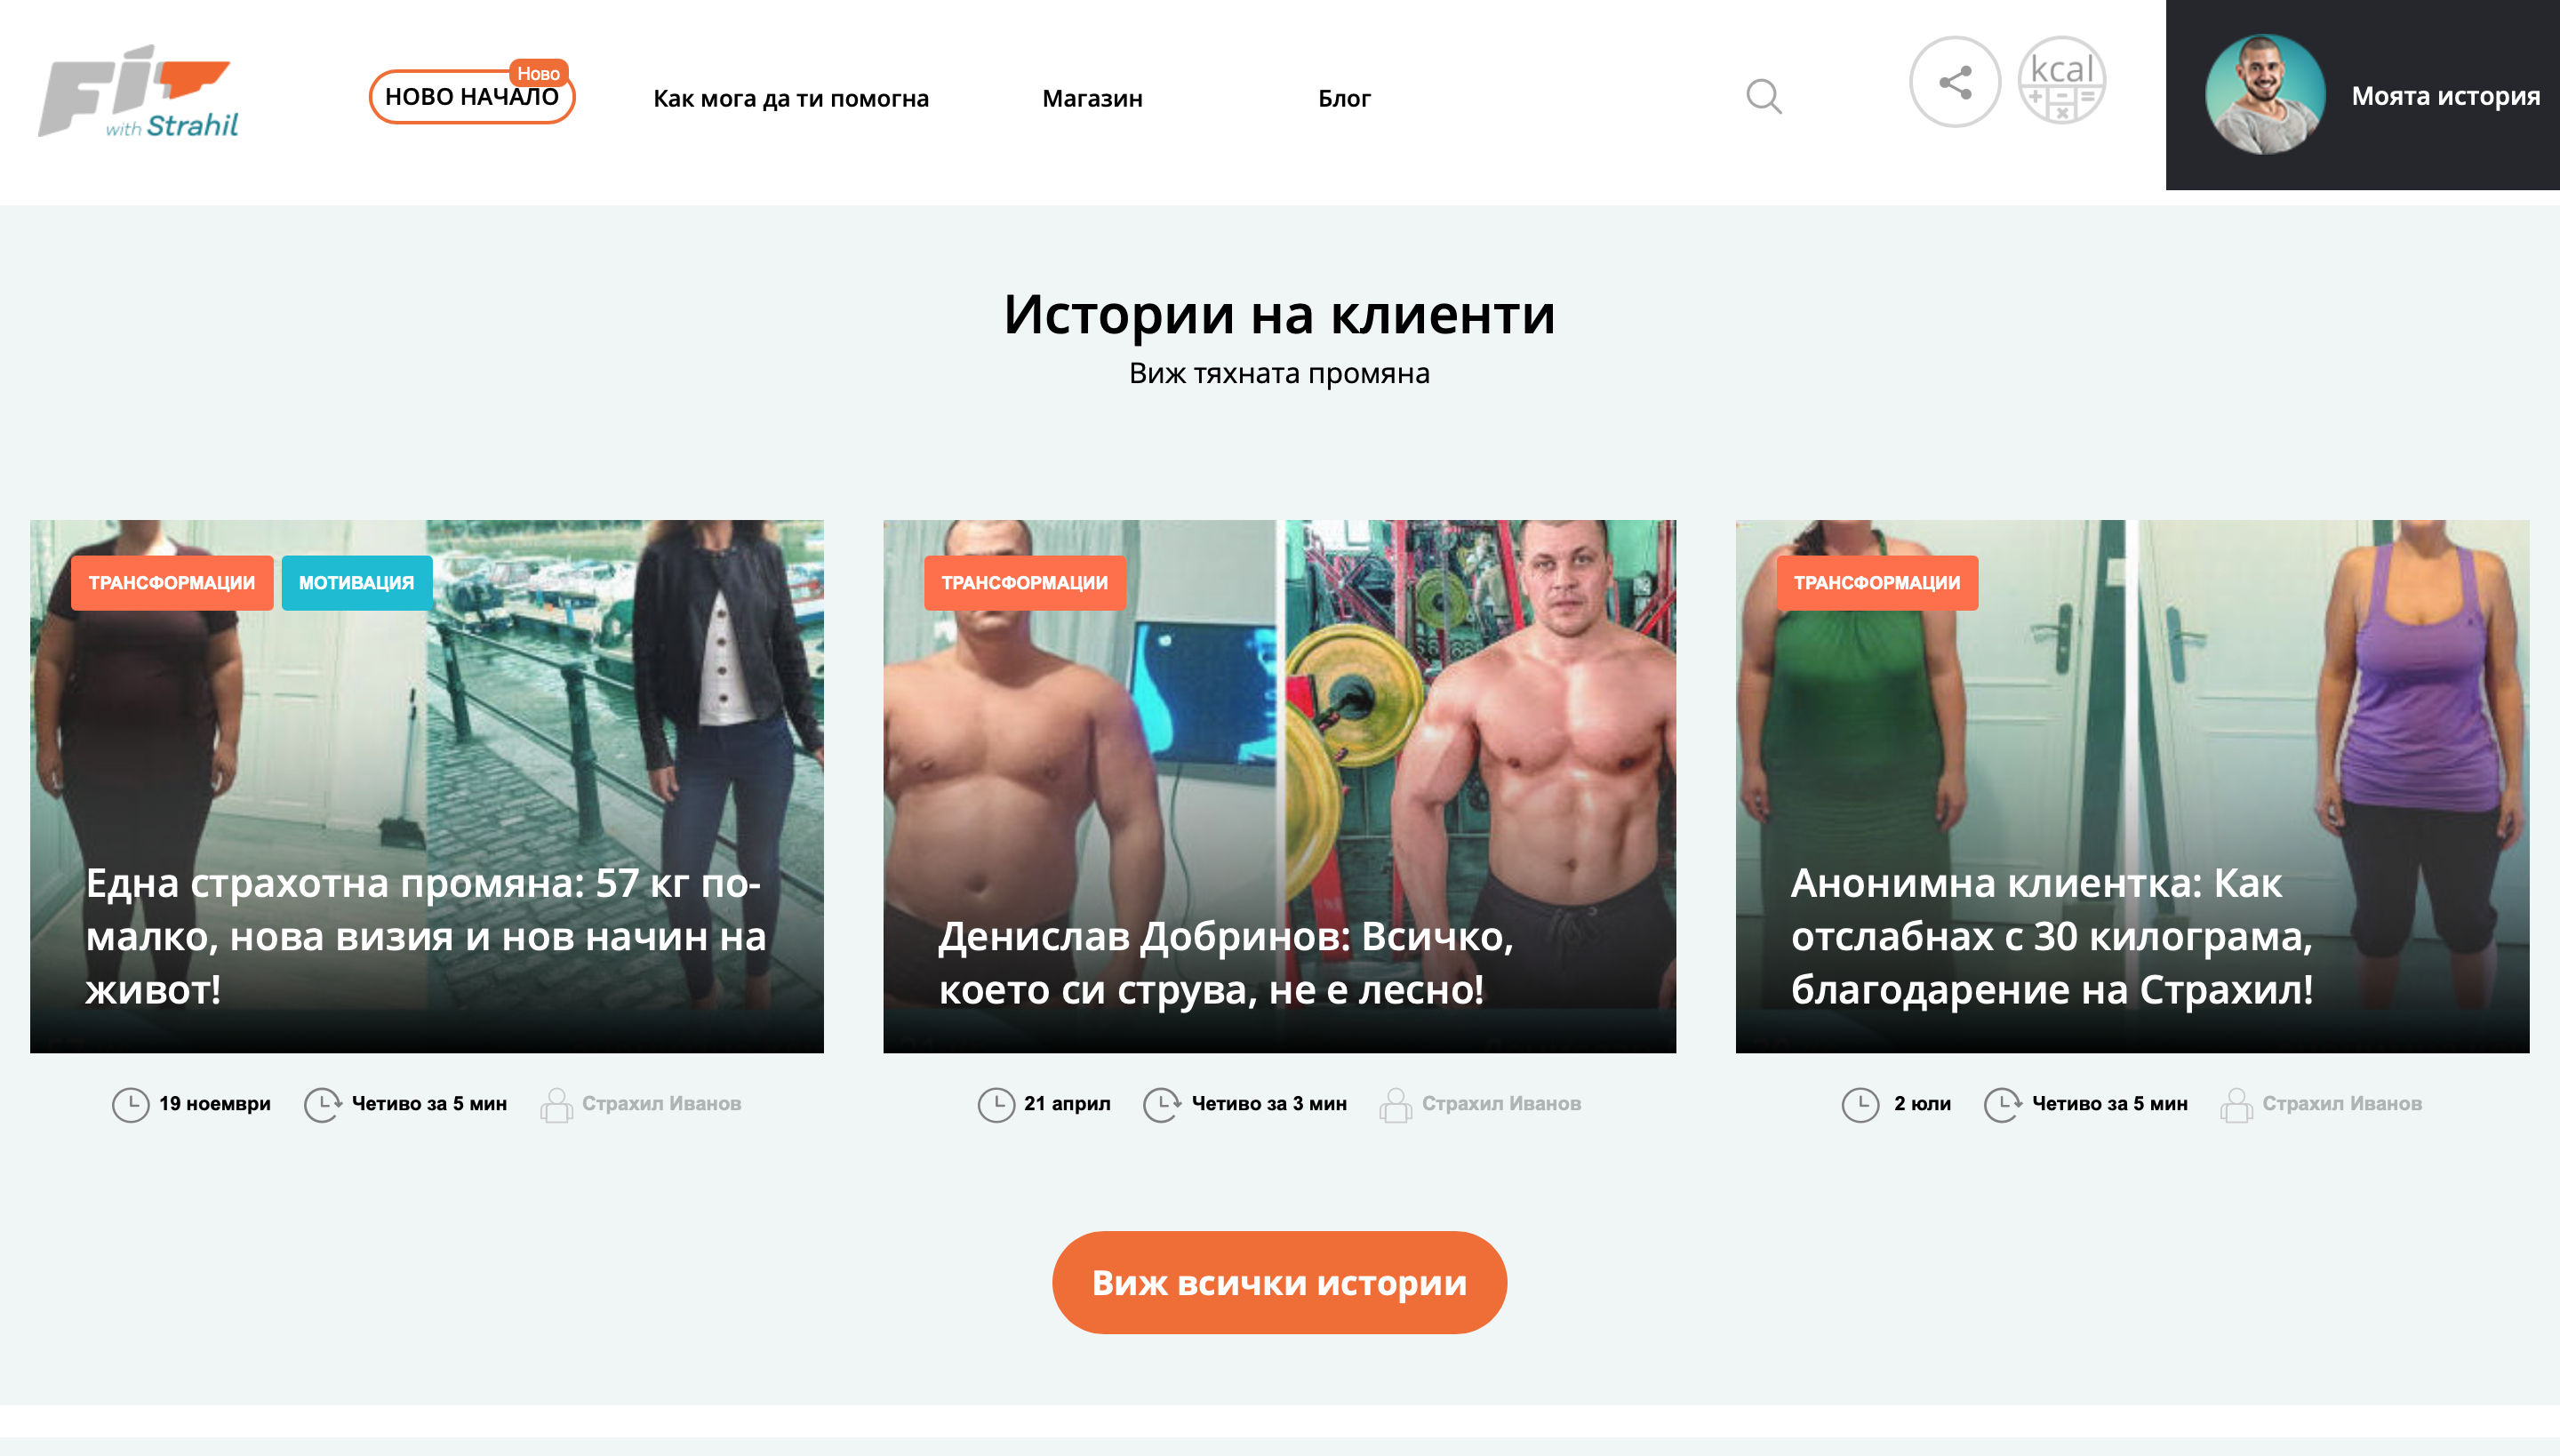 FiT
with Strahil
НОВО НАЧАЛО
Ново
Как мога да ти помогна
Магазин
Блог
kcal
Моята история
Истории на клиенти
Виж тяхната промяна
ТРАНСФОРМАЦИИ
МОТИВАЦИЯ
Една страхотна промяна: 57 кг по-
малко, нова визия и нов начин на
живот!
19 ноември
Четиво за 5 мин
Страхил Иванов
ТРАНСФОРМАЦИИ
Денислав Добринов: Всичко,
което си струва, не е лесно!
21 април
Четиво за 3 мин
Страхил Иванов
ТРАНСФОРМАЦИИ
Анонимна клиентка: Как
отслабнах с 30 килограма,
благодарение на Страхил!
2 юли
Четиво за 5 мин
Страхил Иванов
Виж всички истории